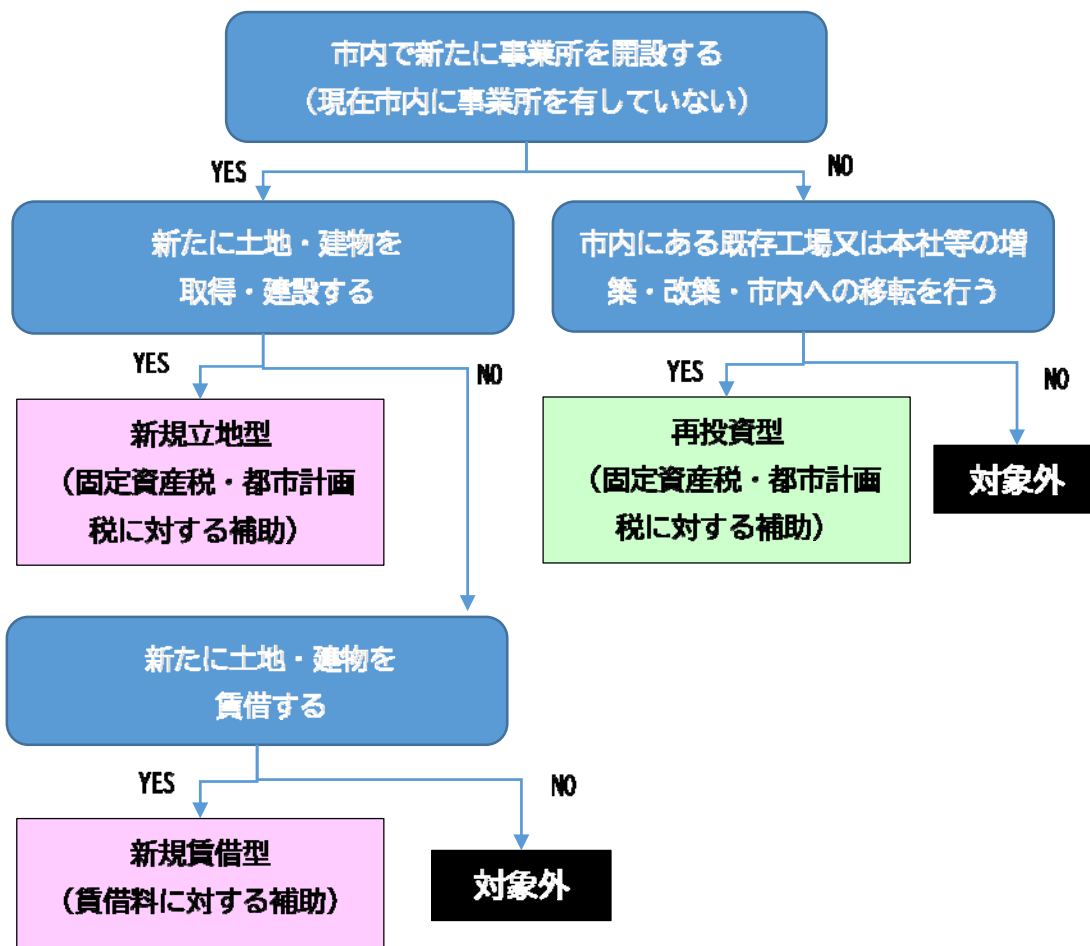 市内で新たに事業所を開設する
（現在市内に事業所を有していない）
YES
NO
新たに土地・建物を
取得・建設する
市内にある既存工場又は本社等の増
築・改築・市内への移転を行う
YES
NO
YES
NO
新規立地型
（固定資産税・都市計画
税に対する補助）
再投資型
（固定資産税・都市計画
税に対する補助）
対象外
新たに土地・建物を
賃借する
YES
NO
新規賃借型
（賃借料に対する補助）
対象外